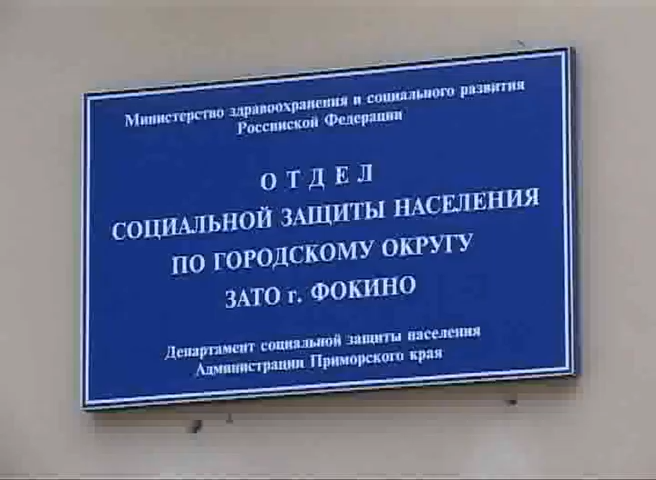 Министерство здравоохранения и социального развития
Российской Федерации
ОТДЕЛ
СОЦИАЛЬНОЙ ЗАЩИТЫ НАСЕЛЕНИЯ
ПО ГОРОДСКОМУ ОКРУГУ
ЗАТО г. ФОКИНО
Департамент социальной защиты населения
Администрации Приморского края